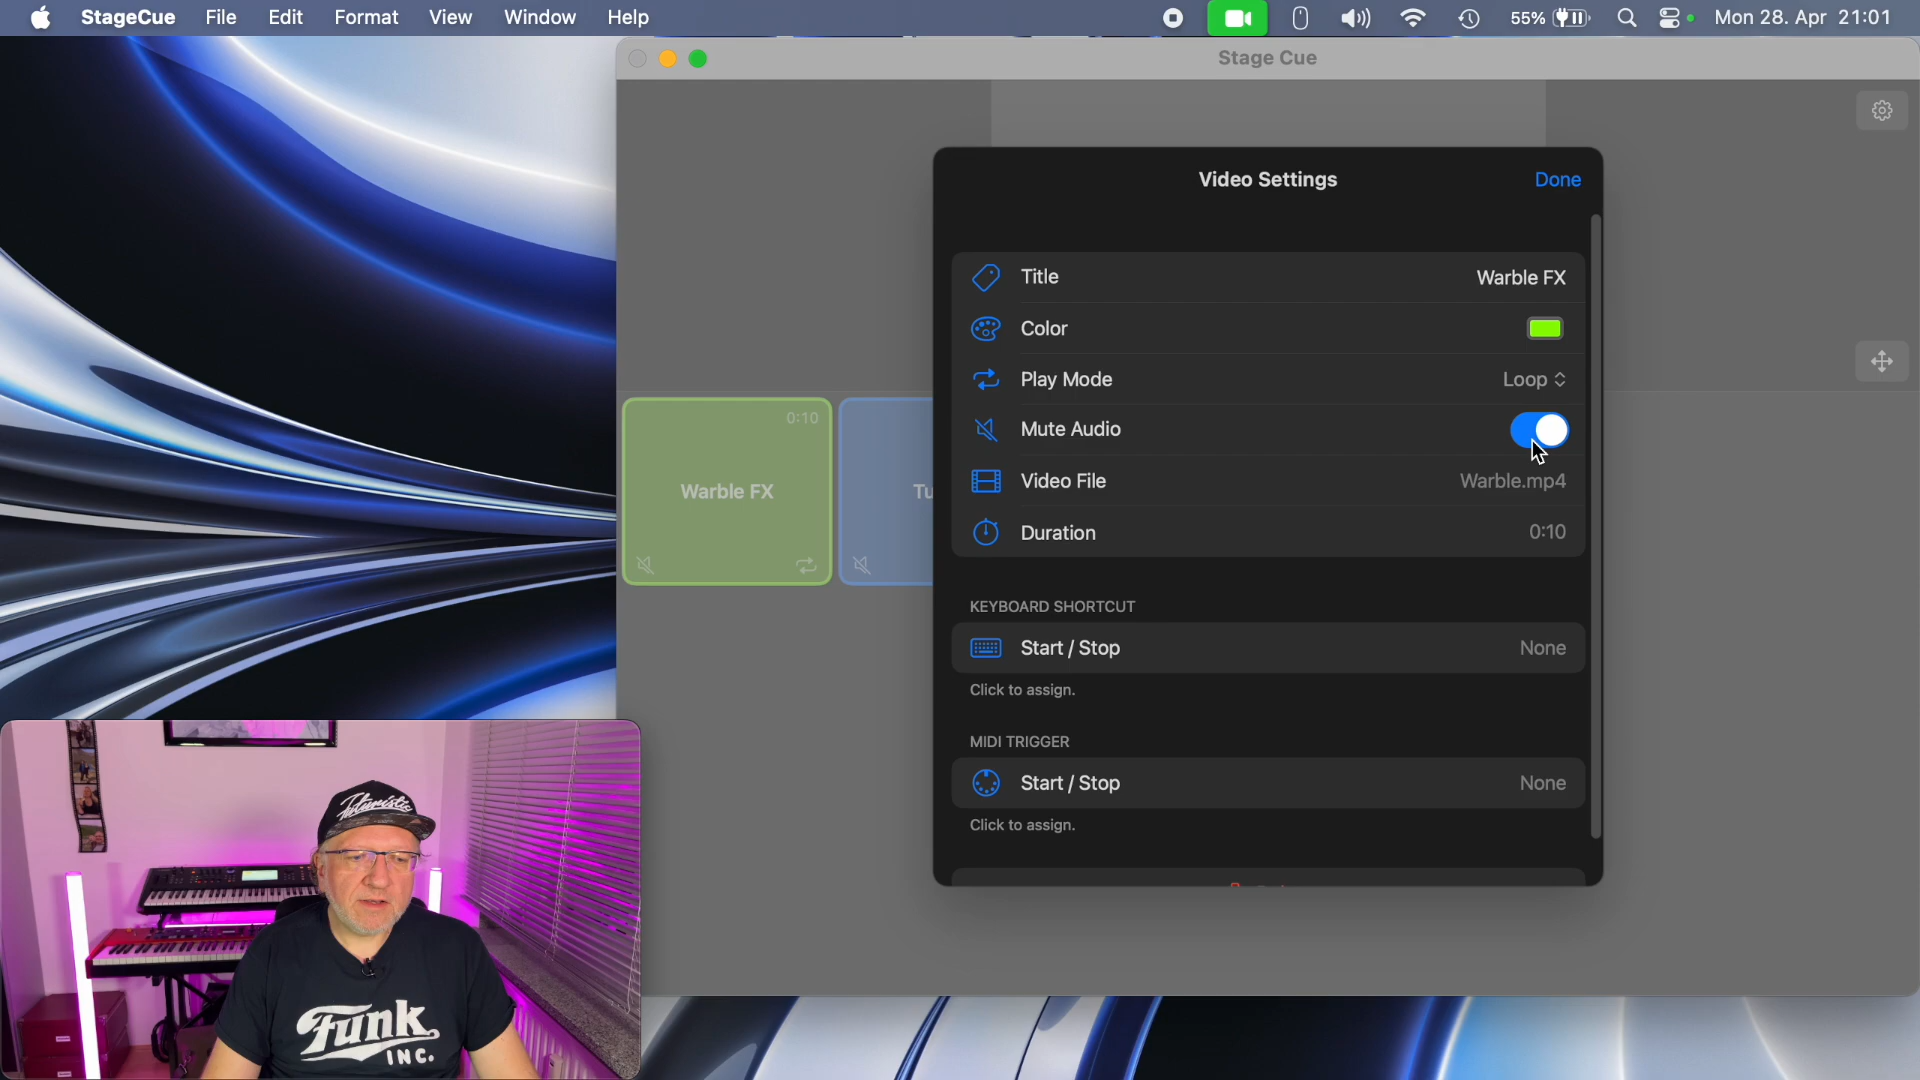 StageCue File Edit Format View Window Help 55% Mon 28. Apr 21:01
Stage Cue
Video Settings Done
Title Warble FX
Color
Play Mode Loop
Mute Audio
Video File Warble.mp4
Duration 0:10
KEYBOARD SHORTCUT
Start / Stop None
Click to assign.
MIDI TRIGGER
Start / Stop None
Click to assign.
0:10
Warble FX
Tu
Futuristic
Funk
INC.